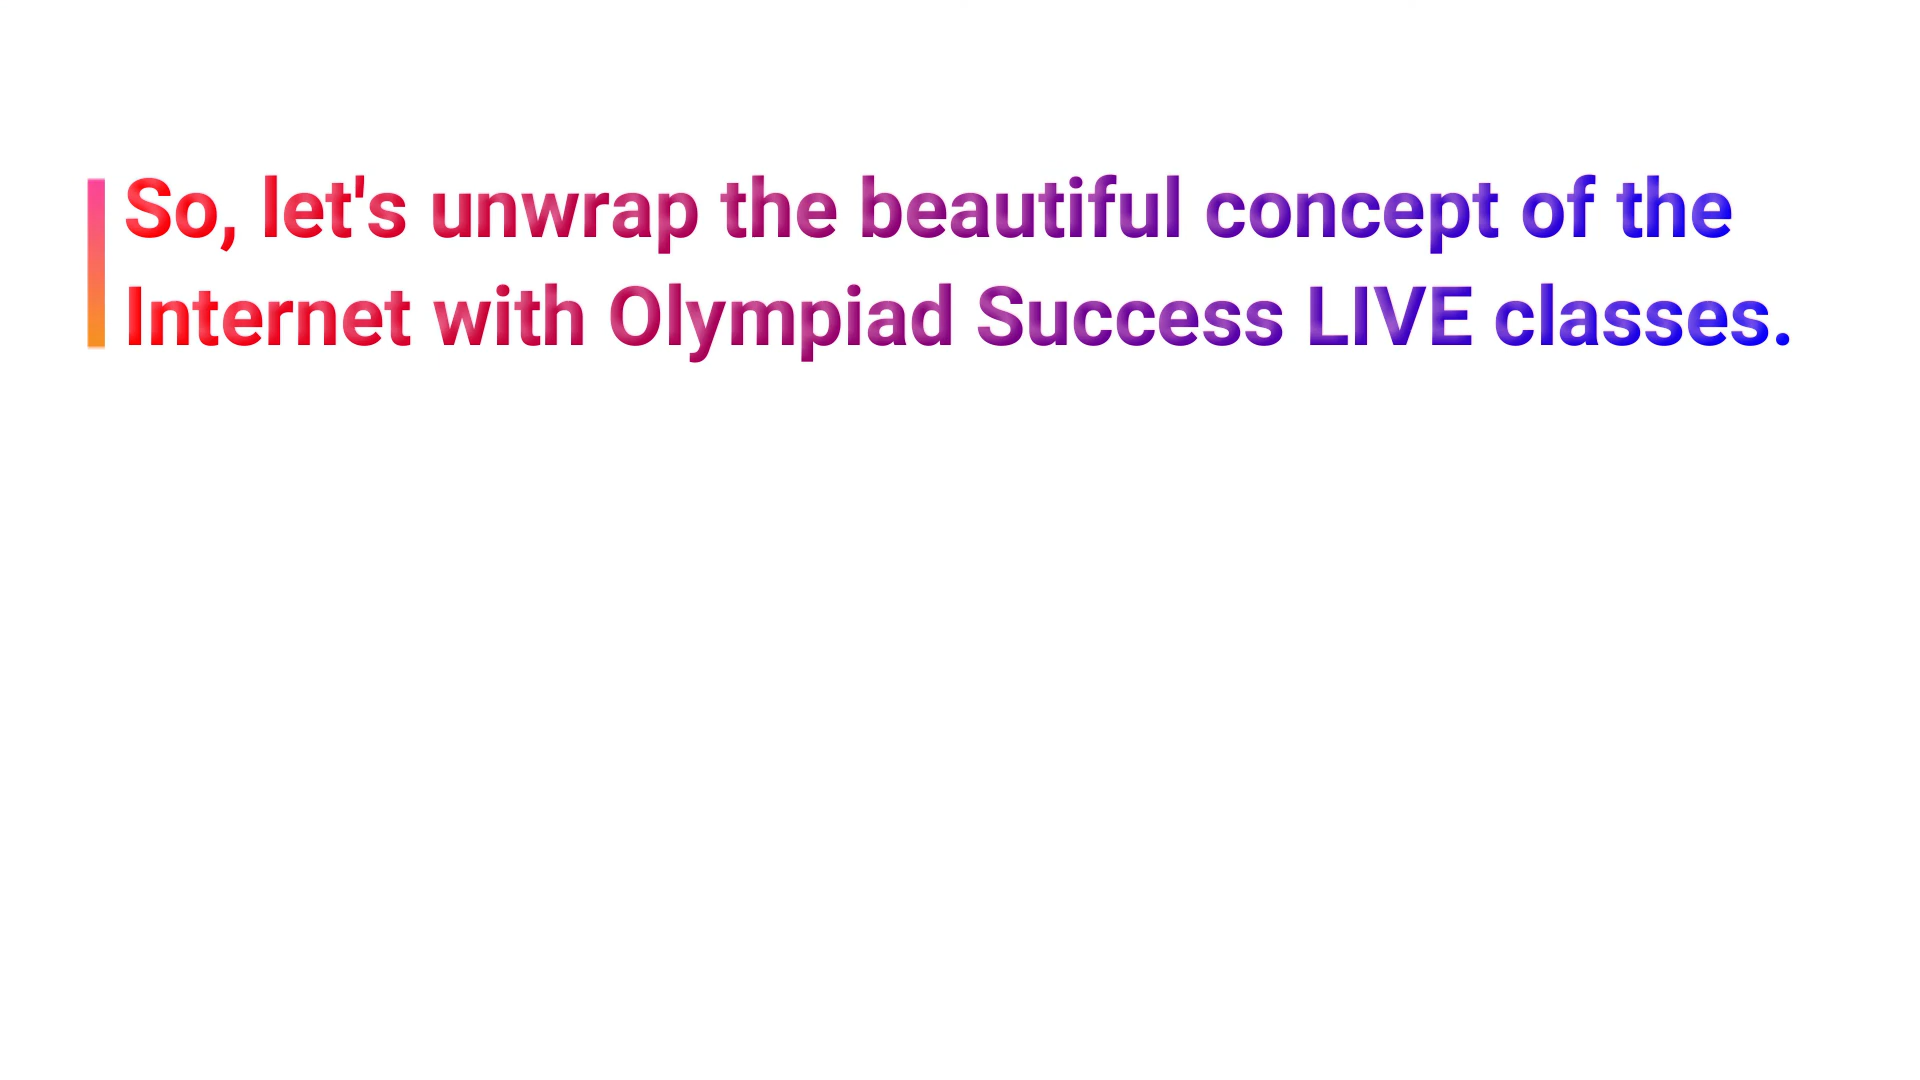 So, let's unwrap the beautiful concept of the
Internet with Olympiad Success LIVE classes.